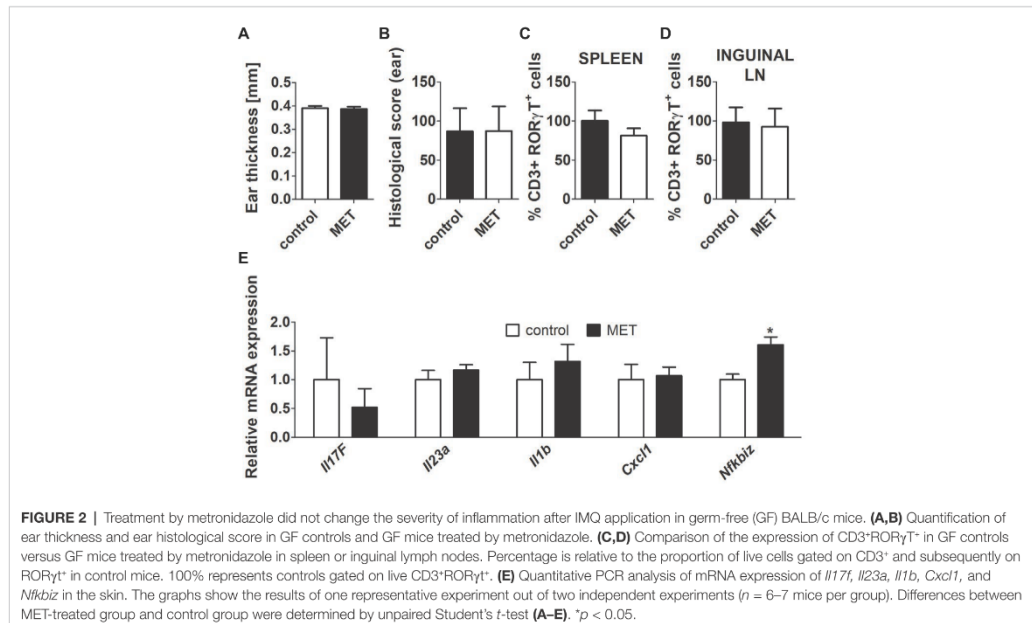 A
B
C
D
SPLEEN
INGUINAL
LN
Ear thickness [mm]
0.5
0.4
0.3
0.2
0.1
0.0
control
MET
Histological score (ear)
150
100
50
0
control
MET
% CD3+ RORγT+ cells
150
100
50
0
control
MET
% CD3+ RORγT+ cells
150
100
50
0
control
MET
E
Relative mRNA expression
2.0
1.5
1.0
0.5
0.0
control
MET
*
Il17F
Il23a
Il1b
Cxcl1
Nfkbiz
FIGURE 2 | Treatment by metronidazole did not change the severity of inflammation after IMQ application in germ-free (GF) BALB/c mice. (A,B) Quantification of
ear thickness and ear histological score in GF controls and GF mice treated by metronidazole. (C,D) Comparison of the expression of CD3+RORγT+ in GF controls
versus GF mice treated by metronidazole in spleen or inguinal lymph nodes. Percentage is relative to the proportion of live cells gated on CD3+ and subsequently on
RORγt+ in control mice. 100% represents controls gated on live CD3+RORγt+. (E) Quantitative PCR analysis of mRNA expression of Il17f, Il23a, Il1b, Cxcl1, and
Nfkbiz in the skin. The graphs show the results of one representative experiment out of two independent experiments (n = 6–7 mice per group). Differences between
MET-treated group and control group were determined by unpaired Student's t-test (A–E). *p < 0.05.